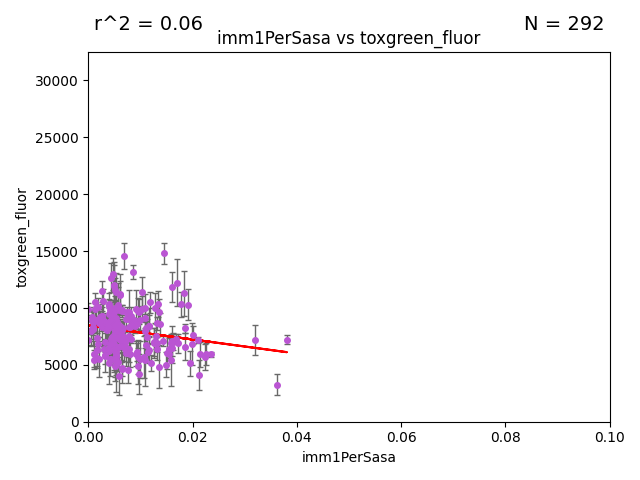 r^2 = 0.06
N = 292
imm1PerSasa vs toxgreen_fluor
30000
25000
20000
15000
10000
5000
0
toxgreen_fluor
0.00
0.02
0.04
0.06
0.08
0.10
imm1PerSasa